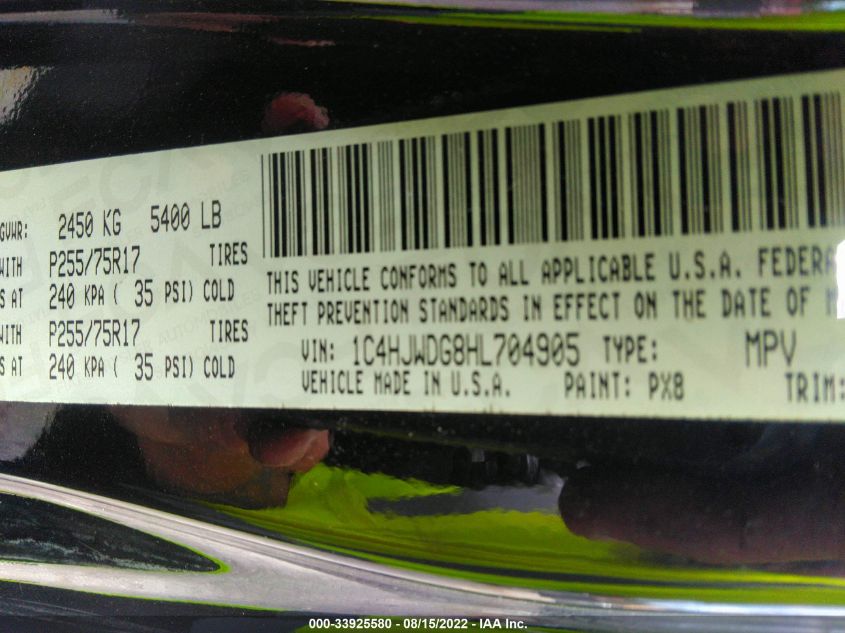 GVWR: 2450 KG 5400 LB
WITH P255/75R17 TIRES
S AT 240 KPA ( 35 PSI) COLD
WITH P255/75R17 TIRES
S AT 240 KPA ( 35 PSI) COLD
THIS VEHICLE CONFORMS TO ALL APPLICABLE U.S.A. FEDERA
THEFT PREVENTION STANDARDS IN EFFECT ON THE DATE OF M
VIN: 1C4HJWDG8HL704905 TYPE: MPV
VEHICLE MADE IN U.S.A. PAINT: PX8 TRIM:
000-33925580 - 08/15/2022 - IAA Inc.